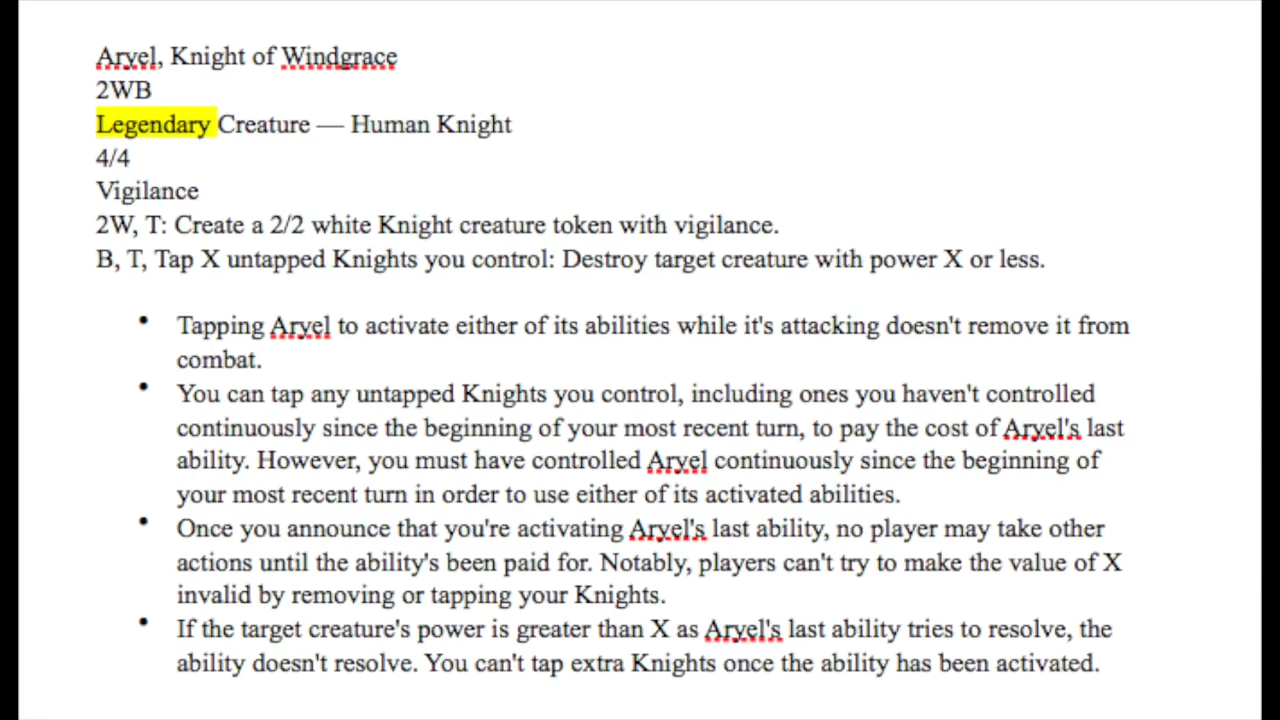 Aryel, Knight of Windgrace
2WB
Legendary Creature — Human Knight
4/4
Vigilance
2W, T: Create a 2/2 white Knight creature token with vigilance.
B, T, Tap X untapped Knights you control: Destroy target creature with power X or less.
• Tapping Aryel to activate either of its abilities while it's attacking doesn't remove it from
combat.
• You can tap any untapped Knights you control, including ones you haven't controlled
continuously since the beginning of your most recent turn, to pay the cost of Aryel's last
ability. However, you must have controlled Aryel continuously since the beginning of
your most recent turn in order to use either of its activated abilities.
• Once you announce that you're activating Aryel's last ability, no player may take other
actions until the ability's been paid for. Notably, players can't try to make the value of X
invalid by removing or tapping your Knights.
• If the target creature's power is greater than X as Aryel's last ability tries to resolve, the
ability doesn't resolve. You can't tap extra Knights once the ability has been activated.